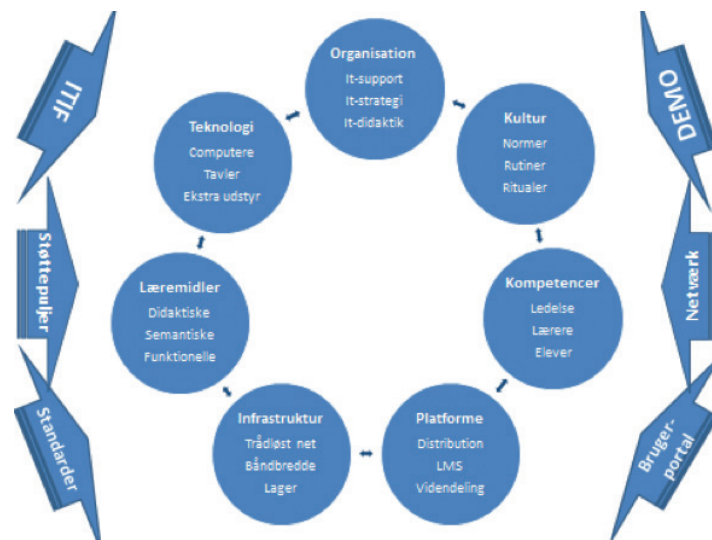 ITIF
Støttepuljer
Standarder
Organisation
It-support
It-strategi
It-didaktik
Kultur
Normer
Rutiner
Ritualer
Kompetencer
Ledelse
Lærere
Elever
Platforme
Distribution
LMS
Videndeling
Infrastruktur
Trådløst net
Båndbredde
Lager
Læremidler
Didaktiske
Semantiske
Funktionelle
Teknologi
Computere
Tavler
Ekstra udstyr
DEMO
Netværk
Bruger-
portal